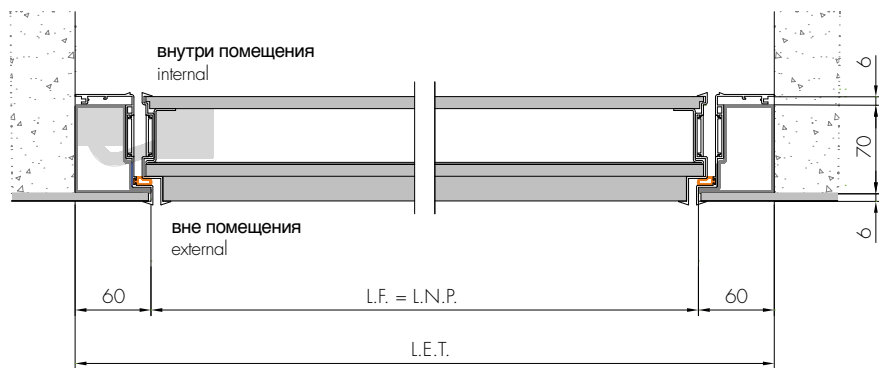 внутри помещения
internal
6
70
6
вне помещения
external
60
L.F. = L.N.P.
60
L.E.T.